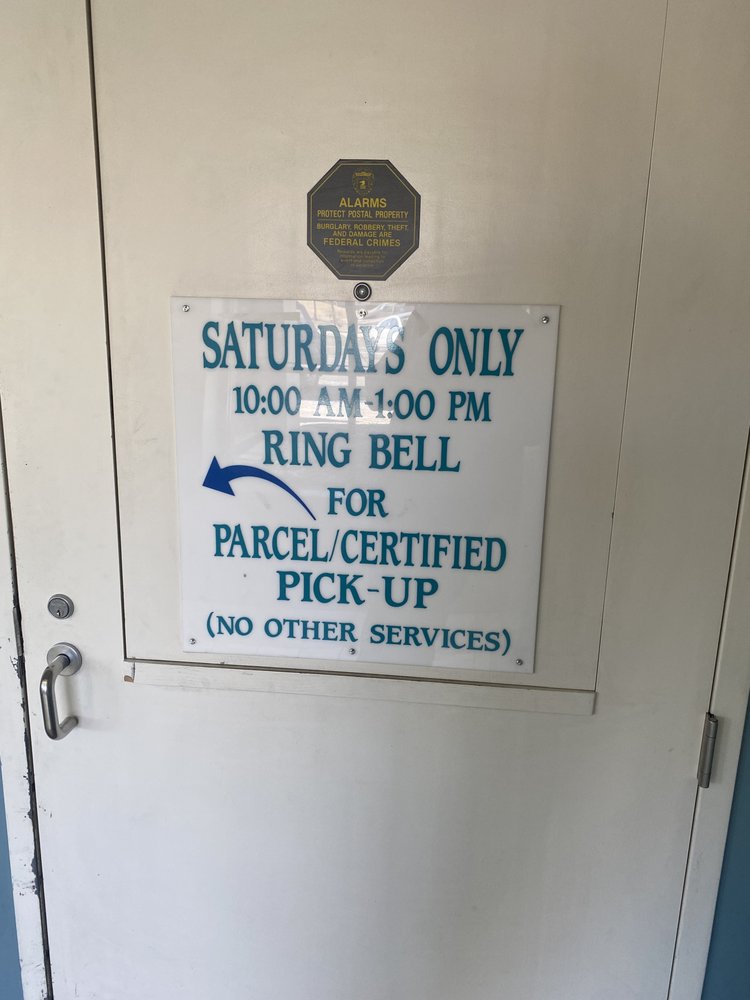 ALARMS
PROTECT POSTAL PROPERTY
BURGLARY, ROBBERY, THEFT,
AND DAMAGE ARE
FEDERAL CRIMES
SATURDAYS ONLY
10:00 AM-1:00 PM
RING BELL
FOR
PARCEL/CERTIFIED
PICK-UP
(NO OTHER SERVICES)